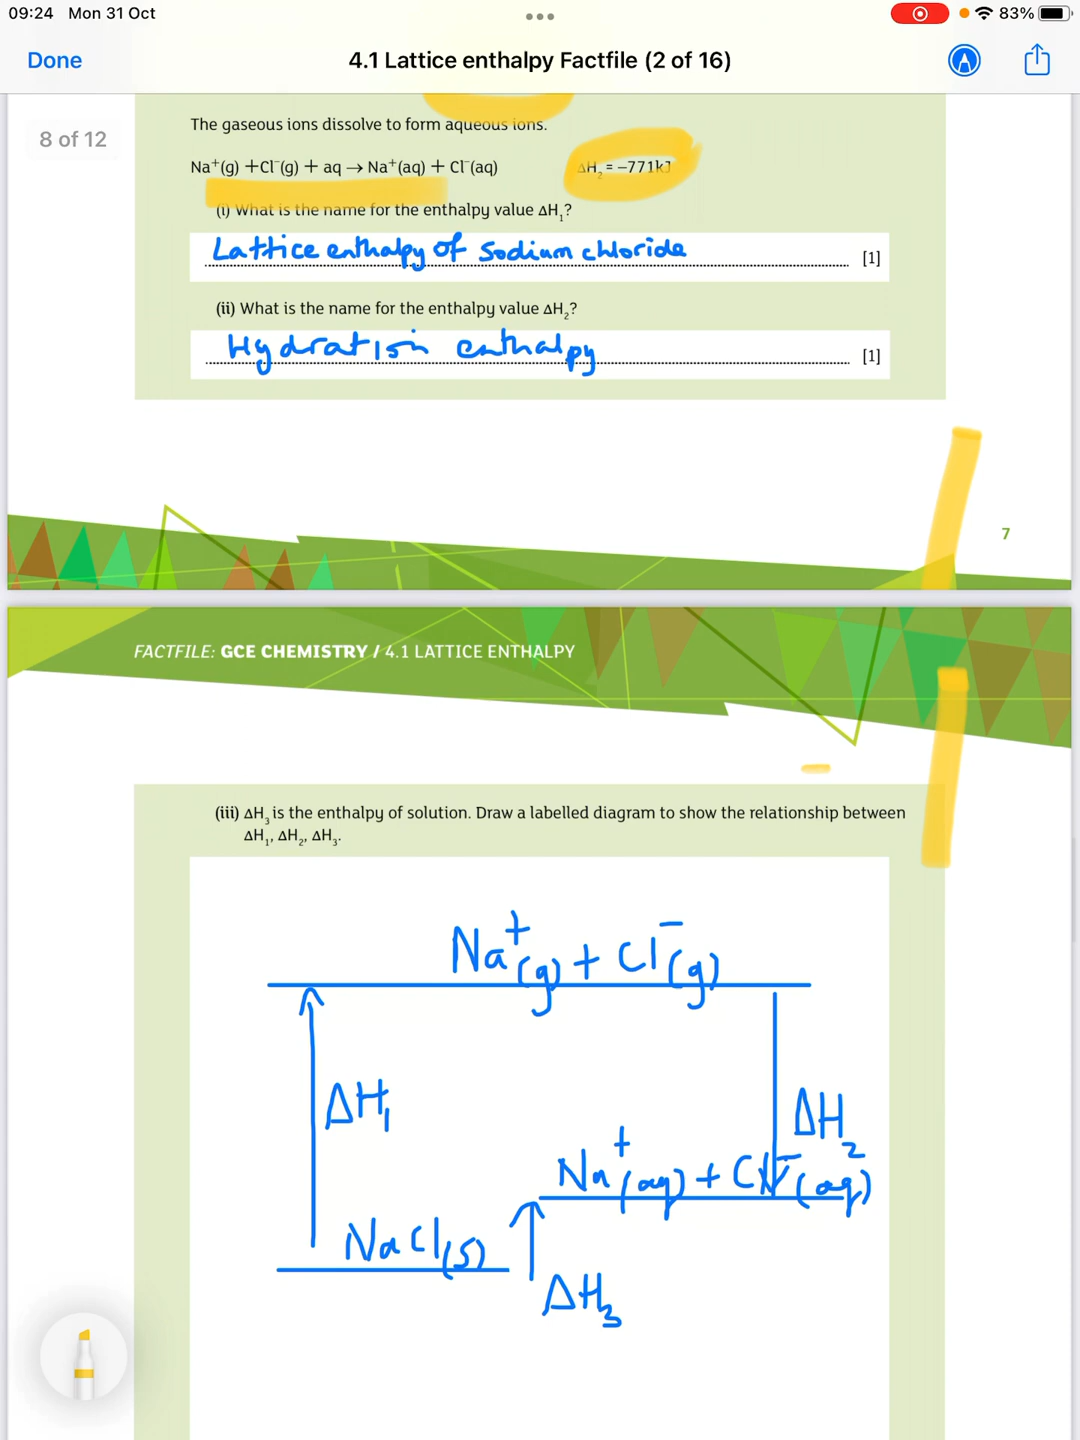 09:24 Mon 31 Oct
83%
Done
4.1 Lattice enthalpy Factfile (2 of 16)
8 of 12
The gaseous ions dissolve to form aqueous ions.
Na⁺(g) +Cl⁻(g) + aq → Na⁺(aq) + Cl⁻(aq) ΔH₂ = −771kJ
(i) What is the name for the enthalpy value ΔH₁?
Lattice enthalpy of sodium chloride [1]
(ii) What is the name for the enthalpy value ΔH₂?
Hydration enthalpy [1]
7
FACTFILE: GCE CHEMISTRY / 4.1 LATTICE ENTHALPY
(iii) ΔH₃ is the enthalpy of solution. Draw a labelled diagram to show the relationship between
ΔH₁, ΔH₂, ΔH₃.
Na⁺(g) + Cl⁻(g)
ΔH₁
ΔH₂
Na⁺(aq) + Cl⁻(aq)
NaCl(s)
ΔH₃